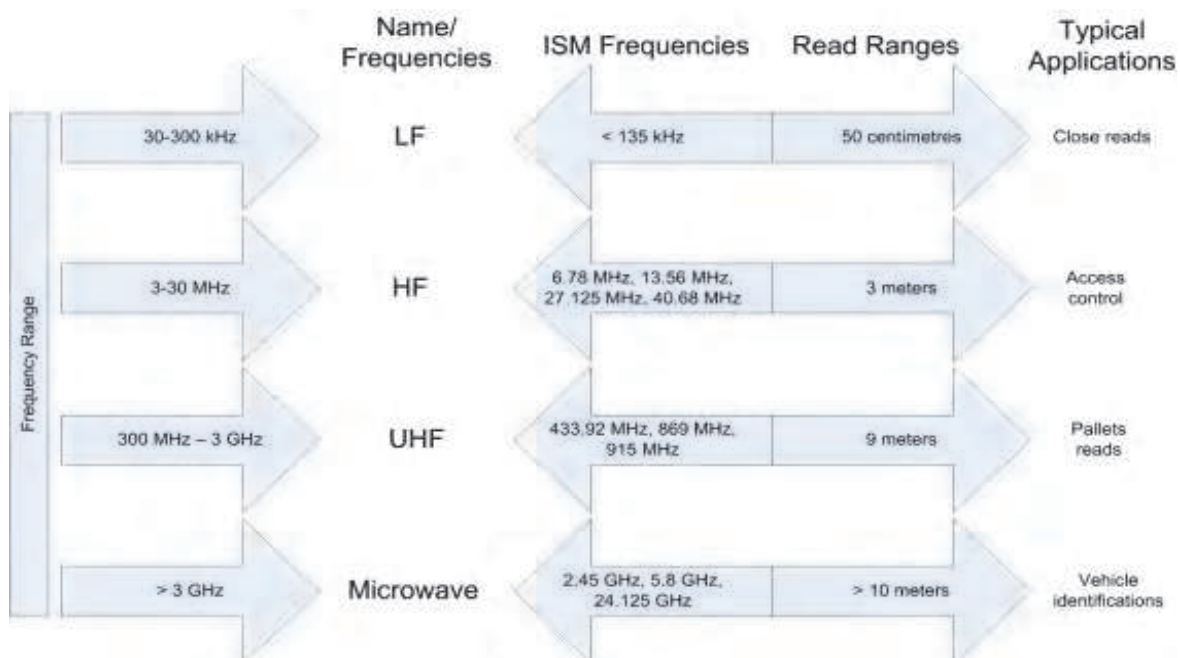 Name/
Frequencies
ISM Frequencies
Read Ranges
Typical
Applications
Frequency Range
30-300 kHz
LF
< 135 kHz
50 centimetres
Close reads
3-30 MHz
HF
6.78 MHz, 13.56 MHz,
27.125 MHz, 40.68 MHz
3 meters
Access
control
300 MHz – 3 GHz
UHF
433.92 MHz, 869 MHz,
915 MHz
9 meters
Pallets
reads
> 3 GHz
Microwave
2.45 GHz, 5.8 GHz,
24.125 GHz
> 10 meters
Vehicle
identifications